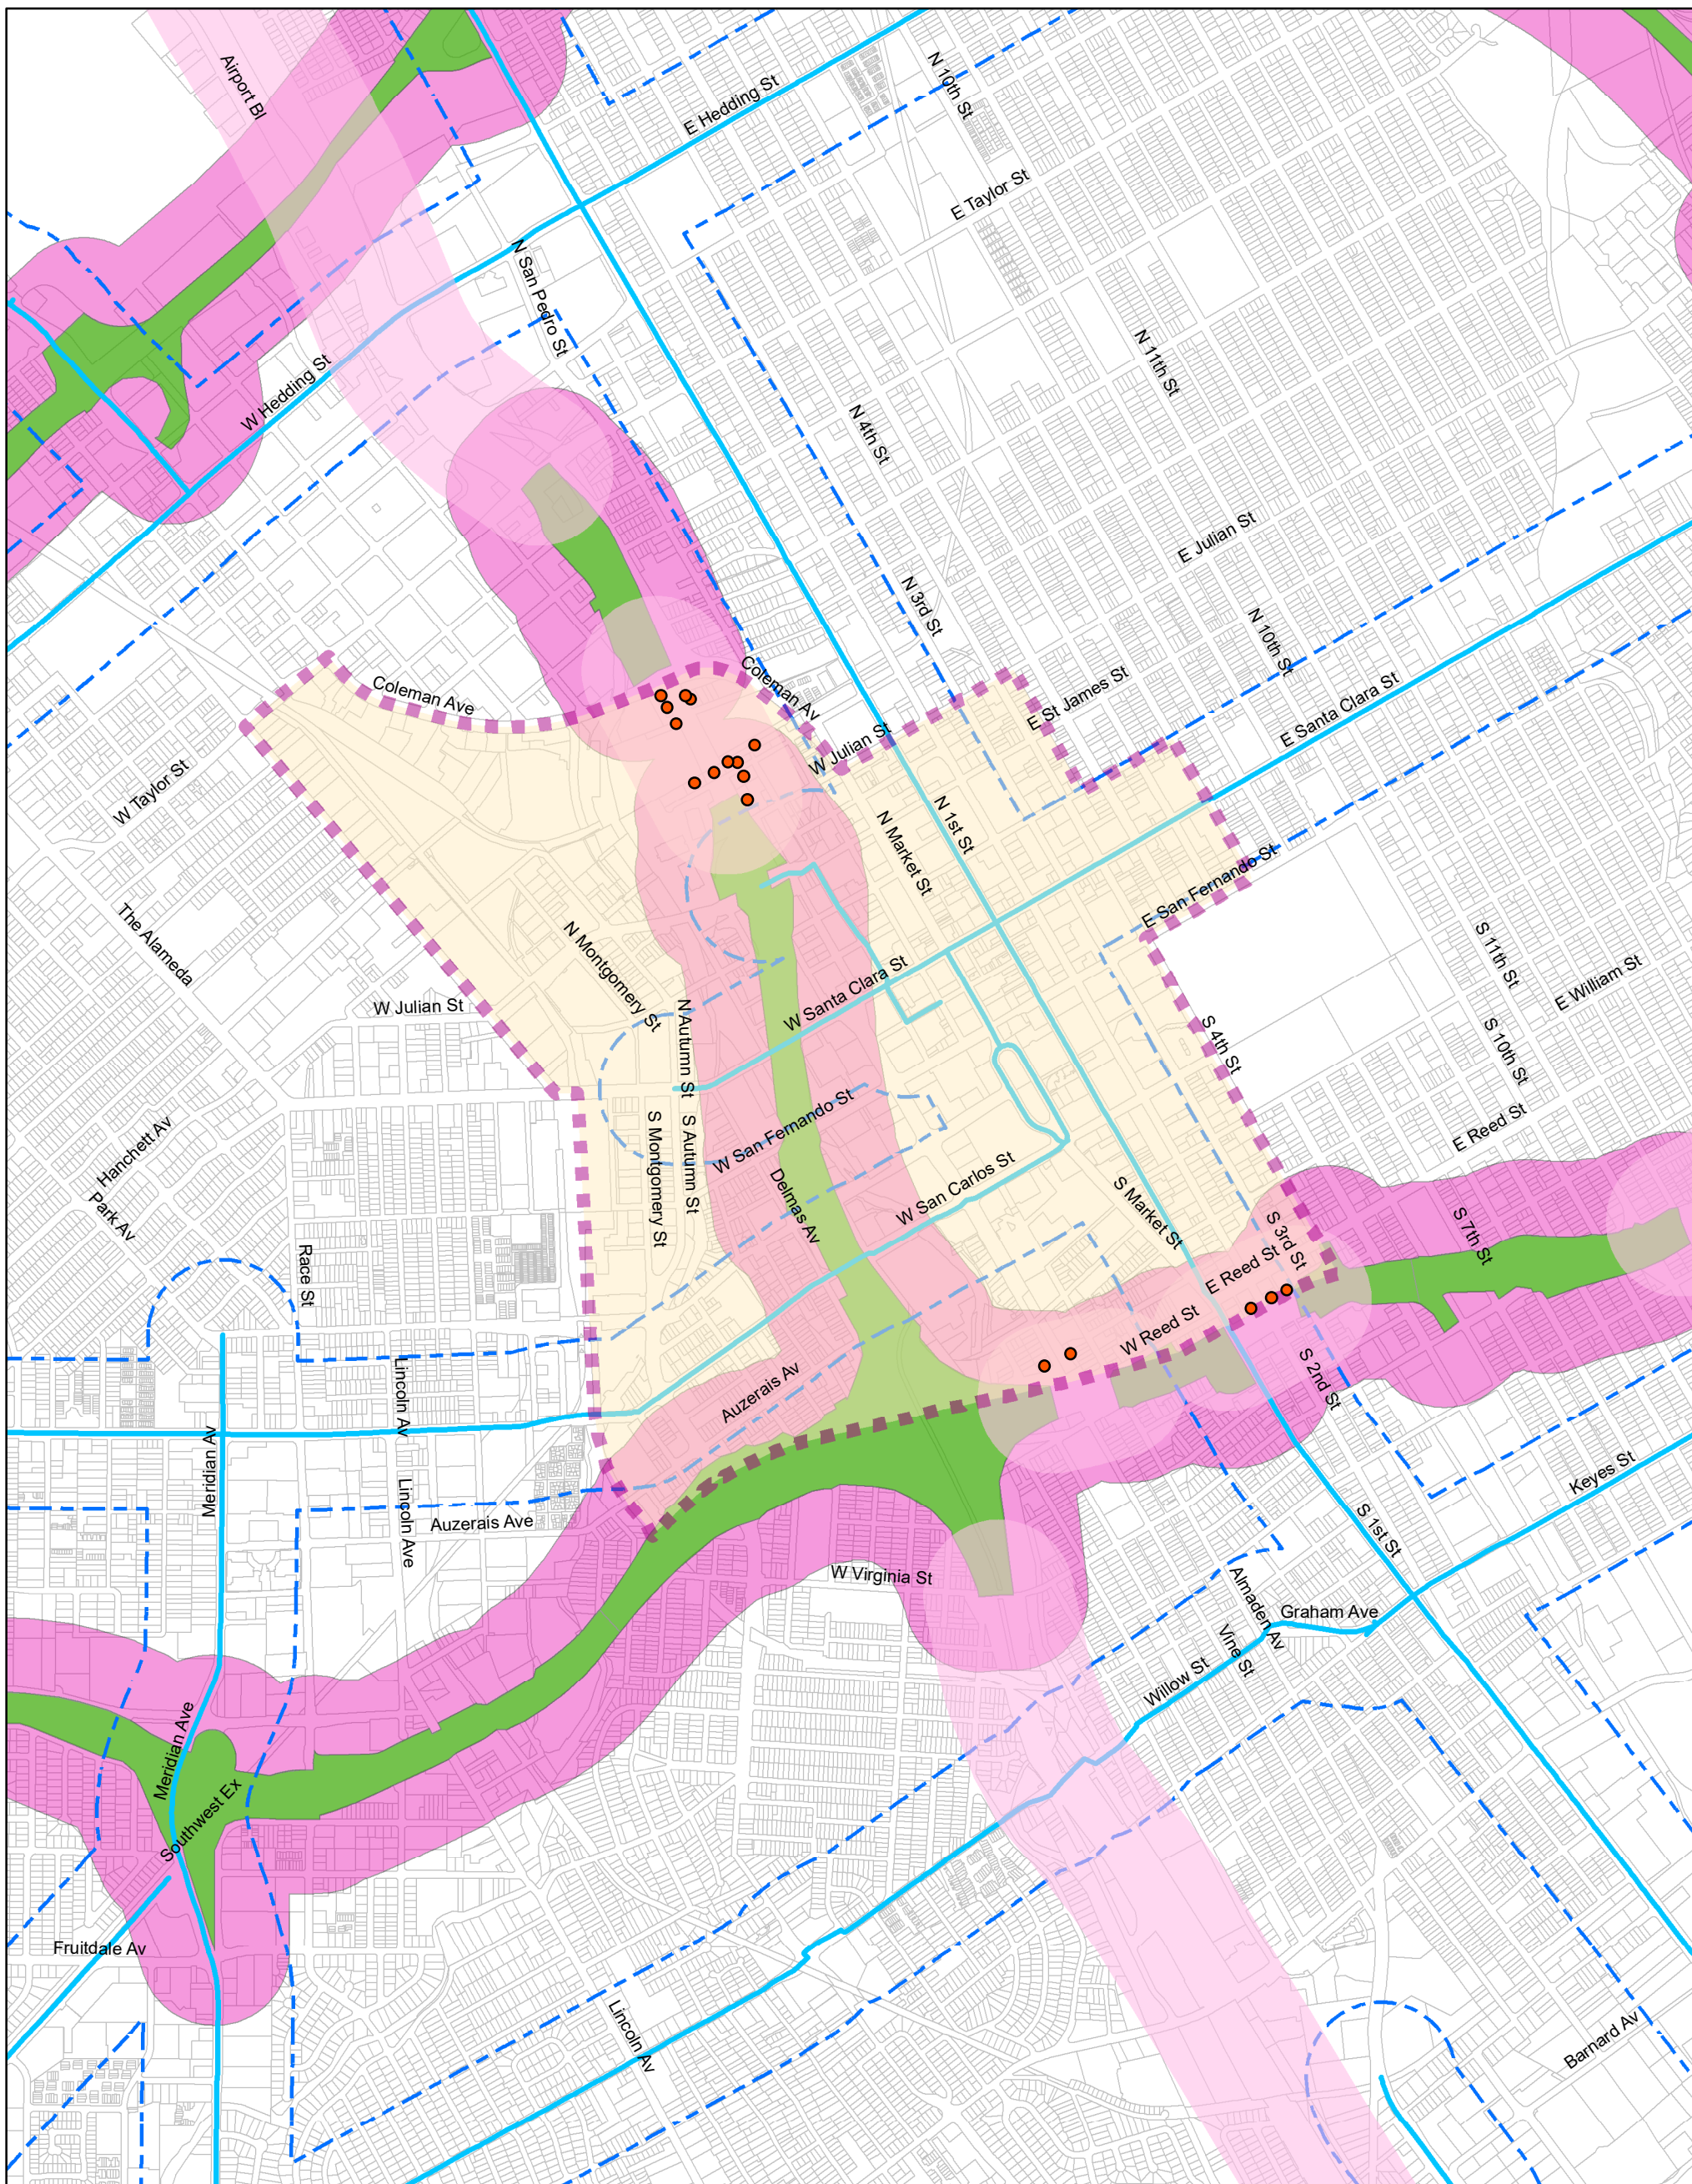 Airport Bl
N 10th St
E Hedding St
E Taylor St
N San Pedro St
N 11th St
W Hedding St
N 4th St
E Julian St
N 3rd St
N 10th St
Coleman Ave
Coleman Av
E St James St
E Santa Clara St
W Julian St
W Taylor St
N 1st St
N Market St
E San Fernando St
The Alameda
N Montgomery St
S 11th St
E William St
W Santa Clara St
W Julian St
N Autumn St
S 4th St
S 10th St
Hanchett Av
W San Fernando St
E Reed St
S Montgomery St
S Autumn St
Park Av
Delmas Av
W San Carlos St
S Market St
S 7th St
Race St
S 3rd St
E Reed St
W Reed St
Lincoln Av
Auzerais Av
S 2nd St
Meridian Av
Keyes St
Lincoln Ave
Auzerais Ave
S 1st St
W Virginia St
Almaden Av
Graham Ave
Vine St
Willow St
Meridian Ave
Southwest Ex
Fruitdale Av
Lincoln Av
Barnard Av